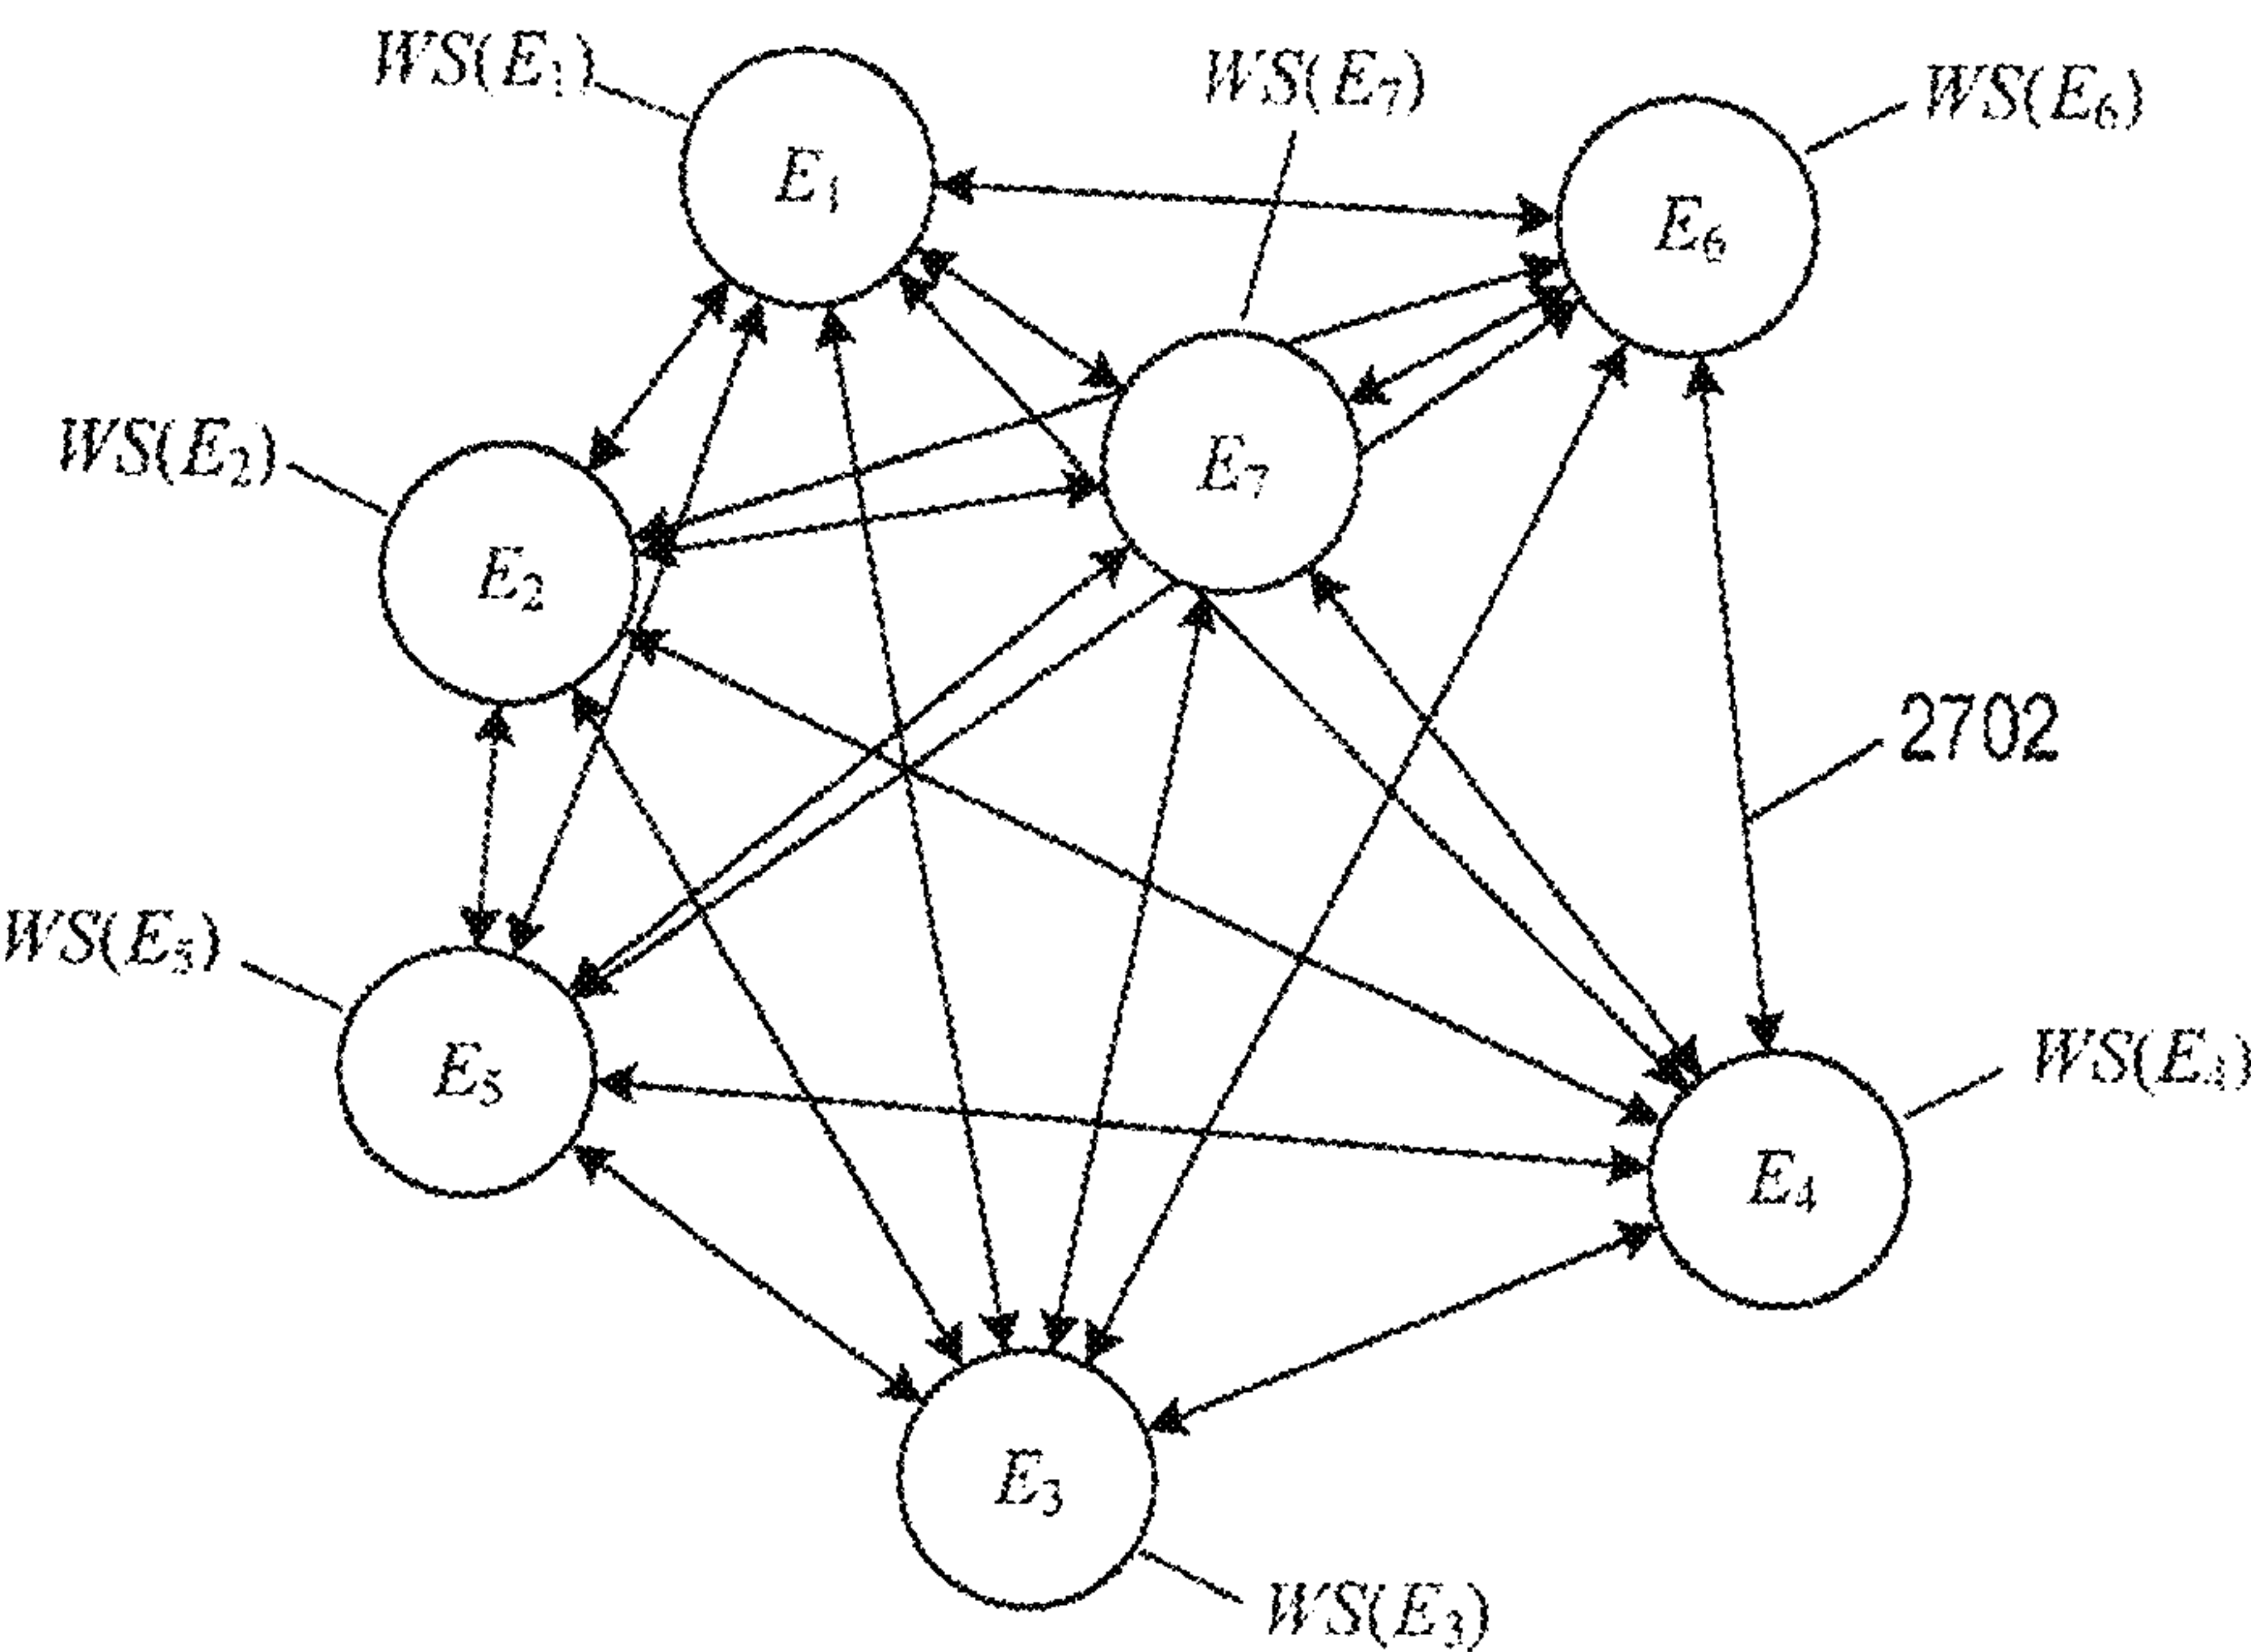 WS(E₁)
WS(E₇)
WS(E₆)
E₁
E₆
WS(E₂)
E₇
E₂
2702
WS(E₅)
E₅
WS(E₄)
E₄
E₃
WS(E₃)